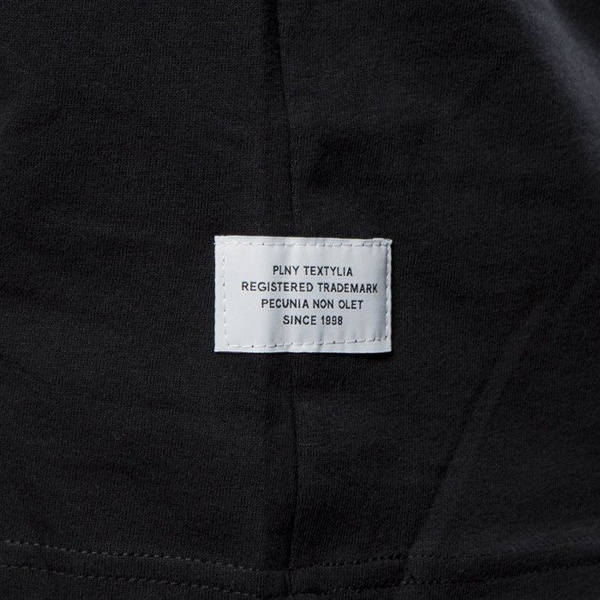 PLNY TEXTYLIA
REGISTERED TRADEMARK
PECUNIA NON OLET
SINCE 1998